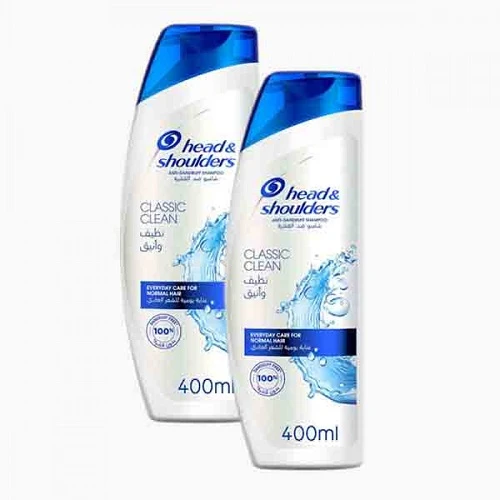 head &
shoulders
ANTI-DANDRUFF SHAMPOO
شامبو ضد القشرة
CLASSIC
CLEAN
نظيف
وأنيق
EVERYDAY CARE FOR
NORMAL HAIR
عناية يومية للشعر العادي
100%
400ml
head &
shoulders
ANTI-DANDRUFF SHAMPOO
شامبو ضد القشرة
CLASSIC
CLEAN
نظيف
وأنيق
EVERYDAY CARE FOR
NORMAL HAIR
عناية يومية للشعر العادي
100%
400ml